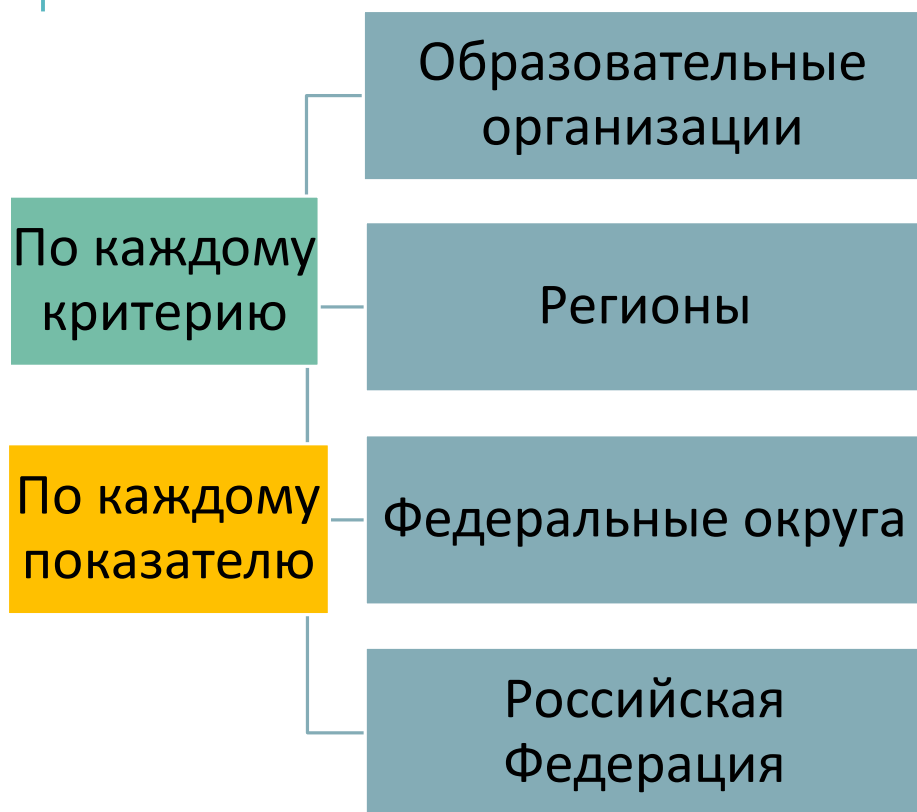 Образовательные
организации
По каждому
критерию
Регионы
По каждому
показателю
Федеральные округа
Российская
Федерация